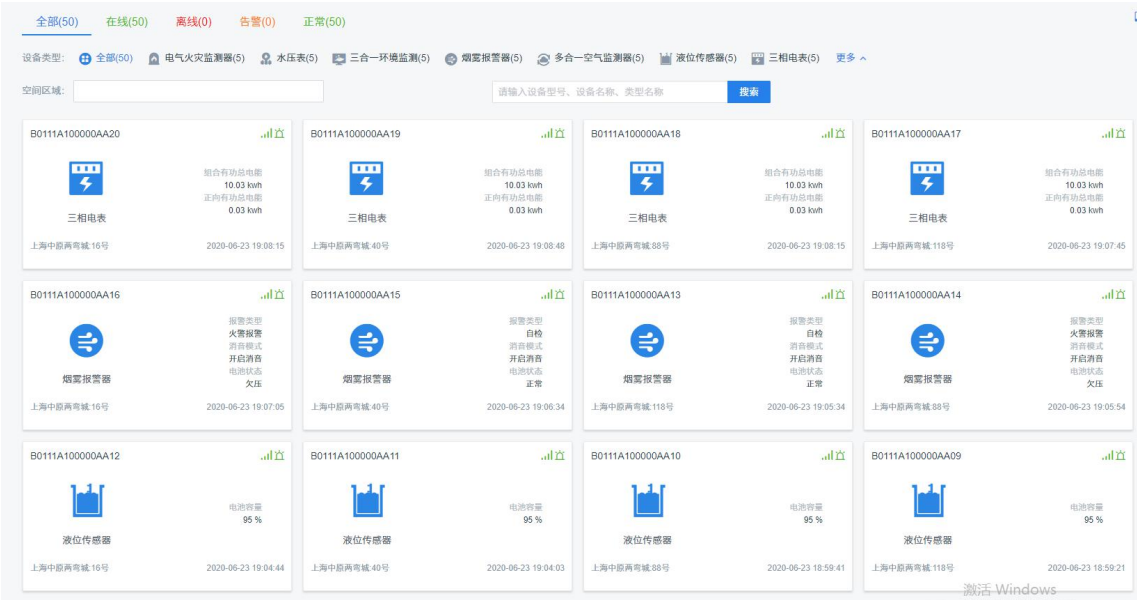 全部(50) 在线(50) 离线(0) 告警(0) 正常(50)
设备类型: 全部(50) 电气火灾监测器(5) 水压表(5) 三合一环境监测(5) 烟雾报警器(5) 多合一空气监测器(5) 液位传感器(5) 三相电表(5) 更多
空间区域: 请输入设备型号、设备名称、类型名称 搜索
B0111A100000AA20
组合有功总电能
10.03 kwh
正向有功总电能
0.03 kwh
三相电表
上海中原两弯城16号 2020-06-23 19:08:15
B0111A100000AA19
组合有功总电能
10.03 kwh
正向有功总电能
0.03 kwh
三相电表
上海中原两弯城40号 2020-06-23 19:08:48
B0111A100000AA18
组合有功总电能
10.03 kwh
正向有功总电能
0.03 kwh
三相电表
上海中原两弯城88号 2020-06-23 19:08:15
B0111A100000AA17
组合有功总电能
10.03 kwh
正向有功总电能
0.03 kwh
三相电表
上海中原两弯城118号 2020-06-23 19:07:45
B0111A100000AA16
报警类型
火警报警
消音模式
开启消音
电池状态
欠压
烟雾报警器
上海中原两弯城16号 2020-06-23 19:07:05
B0111A100000AA15
报警类型
自检
消音模式
开启消音
电池状态
正常
烟雾报警器
上海中原两弯城40号 2020-06-23 19:06:34
B0111A100000AA13
报警类型
自检
消音模式
开启消音
电池状态
正常
烟雾报警器
上海中原两弯城118号 2020-06-23 19:05:34
B0111A100000AA14
报警类型
火警报警
消音模式
开启消音
电池状态
欠压
烟雾报警器
上海中原两弯城88号 2020-06-23 19:05:54
B0111A100000AA12
电池容量
95 %
液位传感器
上海中原两弯城16号 2020-06-23 19:04:44
B0111A100000AA11
电池容量
95 %
液位传感器
上海中原两弯城40号 2020-06-23 19:04:03
B0111A100000AA10
电池容量
95 %
液位传感器
上海中原两弯城88号 2020-06-23 18:59:41
B0111A100000AA09
电池容量
95 %
液位传感器
上海中原两弯城118号 2020-06-23 18:59:21
激活 Windows